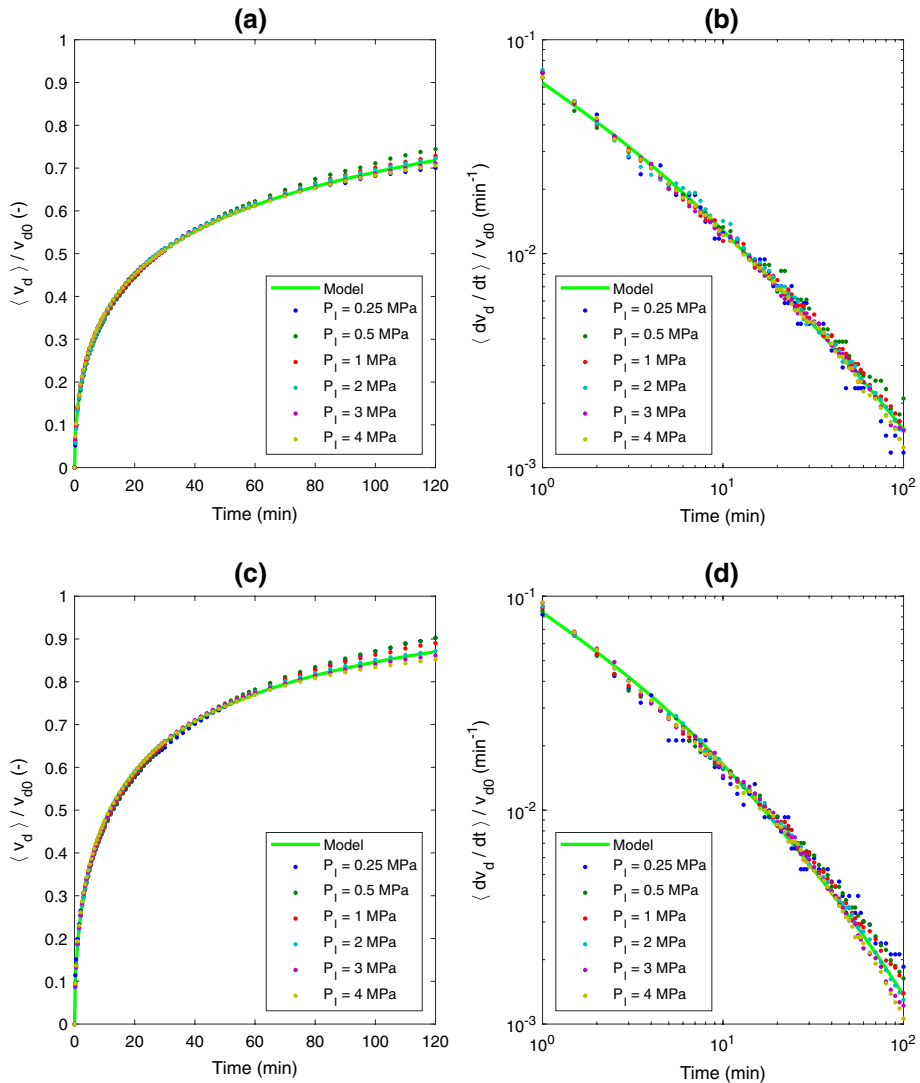 (a)
1
0.9
0.8
0.7
0.6
0.5
0.4
0.3
0.2
0.1
0
⟨ v_d ⟩ / v_d0 (-)
Model
P_I = 0.25 MPa
P_I = 0.5 MPa
P_I = 1 MPa
P_I = 2 MPa
P_I = 3 MPa
P_I = 4 MPa
0 20 40 60 80 100 120
Time (min)
(b)
10^-1
10^-2
10^-3
⟨ dv_d / dt ⟩ / v_d0 (min^-1)
Model
P_I = 0.25 MPa
P_I = 0.5 MPa
P_I = 1 MPa
P_I = 2 MPa
P_I = 3 MPa
P_I = 4 MPa
10^0 10^1 10^2
Time (min)
(c)
1
0.9
0.8
0.7
0.6
0.5
0.4
0.3
0.2
0.1
0
⟨ v_d ⟩ / v_d0 (-)
Model
P_I = 0.25 MPa
P_I = 0.5 MPa
P_I = 1 MPa
P_I = 2 MPa
P_I = 3 MPa
P_I = 4 MPa
0 20 40 60 80 100 120
Time (min)
(d)
10^-1
10^-2
10^-3
⟨ dv_d / dt ⟩ / v_d0 (min^-1)
Model
P_I = 0.25 MPa
P_I = 0.5 MPa
P_I = 1 MPa
P_I = 2 MPa
P_I = 3 MPa
P_I = 4 MPa
10^0 10^1 10^2
Time (min)